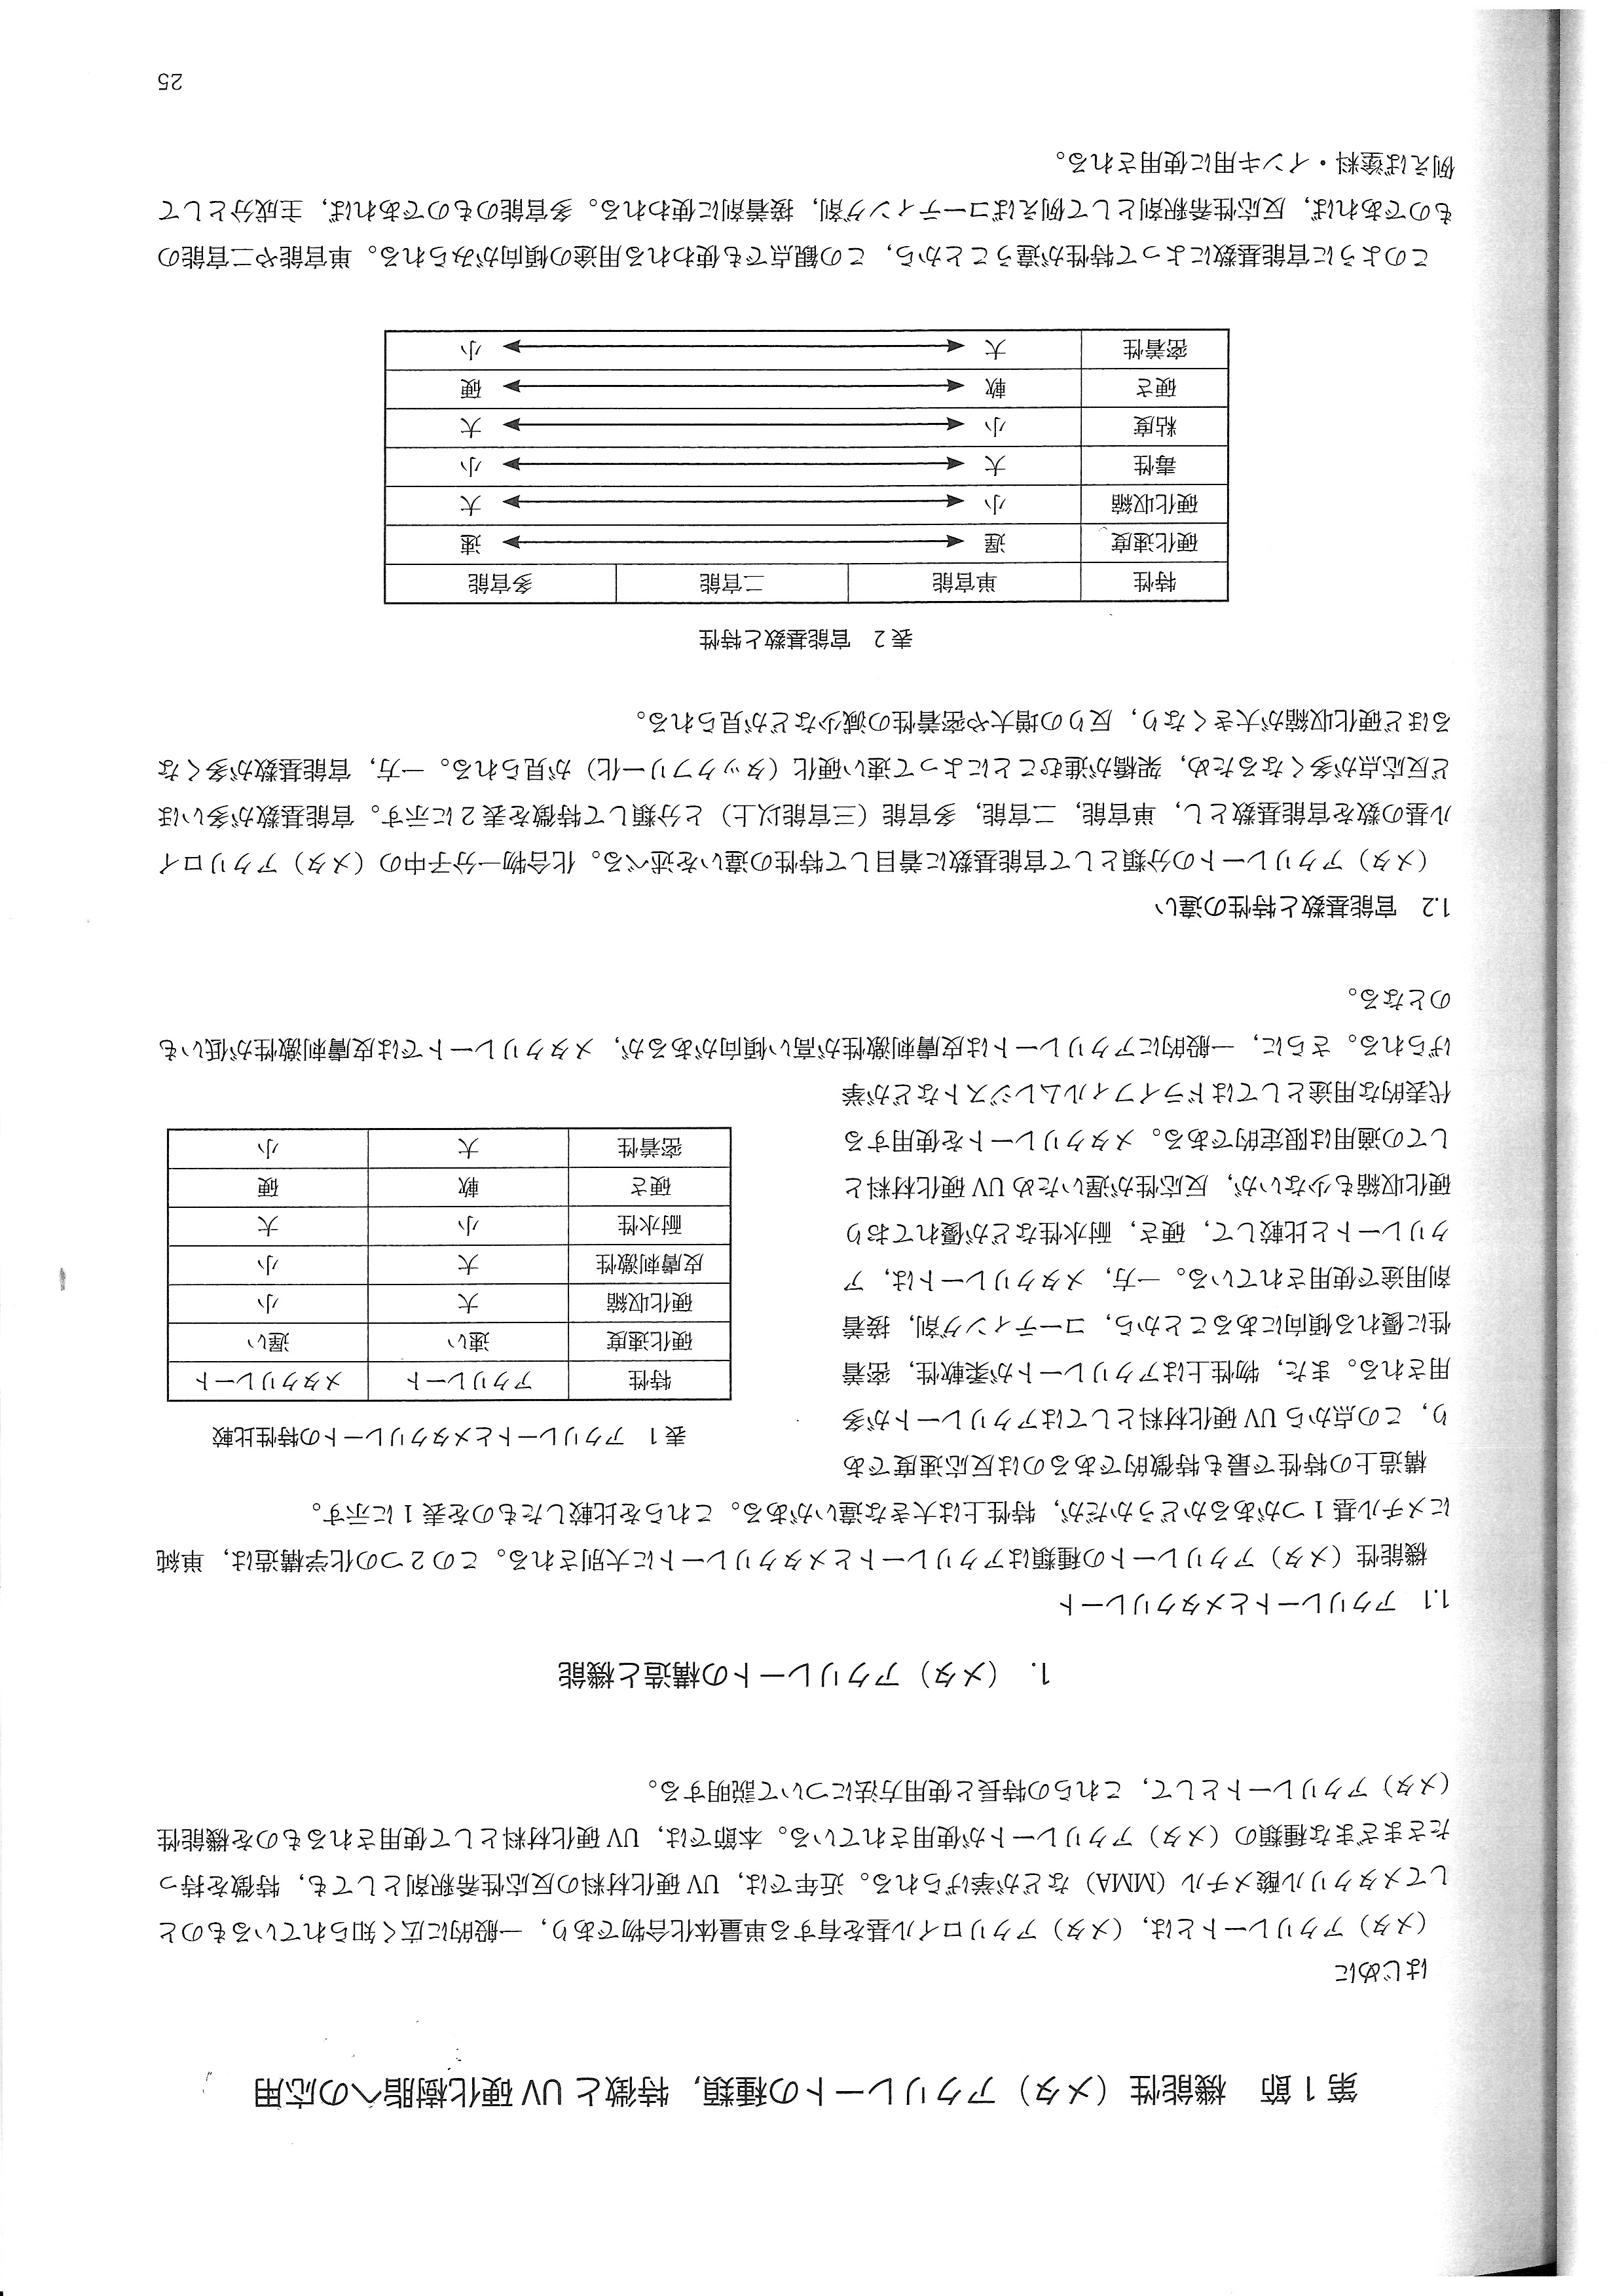 第1節　機能性（メタ）アクリレートの種類，特徴とUV硬化樹脂への応用
はじめに
（メタ）アクリレートとは，（メタ）アクリロイル基を有する単量体化合物であり，一般的に広く知られているものと
してメタクリル酸メチル（MMA）などが挙げられる。近年では，UV硬化材料の反応性希釈剤としても，特徴を持っ
たさまざまな種類の（メタ）アクリレートが使用されている。本節では，UV硬化材料として使用されるものを機能性
（メタ）アクリレートとして，これらの特長と使用方法について説明する。
1.　（メタ）アクリレートの構造と機能
1.1　アクリレートとメタクリレート
機能性（メタ）アクリレートの種類はアクリレートとメタクリレートに大別される。この2つの化学構造は，単純
にメチル基1つがあるかどうかだが，特性上は大きな違いがある。これらを比較したものを表1に示す。
構造上の特性で最も特徴的であるのは反応速度であ
り，この点からUV硬化材料としてはアクリレートが多
用される。また，物性上はアクリレートが柔軟性，密着
性に優れる傾向にあることから，コーティング剤，接着
剤用途で使用されている。一方，メタクリレートは，ア
クリレートと比較して，硬さ，耐水性などが優れており
硬化収縮も少ないが，反応性が遅いためUV硬化材料と
しての適用は限定的である。メタクリレートを使用する
代表的な用途としてはドライフィルムレジストなどが挙
げられる。さらに，一般的にアクリレートは皮膚刺激性が高い傾向があるが，メタクリレートでは皮膚刺激性が低いも
のとなる。
表1　アクリレートとメタクリレートの特性比較
特性　アクリレート　メタクリレート
硬化速度　速い　遅い
硬化収縮　大　小
皮膚刺激性　大　小
耐水性　小　大
硬さ　軟　硬
密着性　大　小
1.2　官能基数と特性の違い
（メタ）アクリレートの分類として官能基数に着目して特性の違いを述べる。化合物一分子中の（メタ）アクリロイ
ル基の数を官能基数とし，単官能，二官能，多官能（三官能以上）と分類して特徴を表2に示す。官能基数が多いほ
ど反応点が多くなるため，架橋が進むことによって速い硬化（タックフリー化）が見られる。一方，官能基数が多くな
るほど硬化収縮が大きくなり，反りの増大や密着性の減少などが見られる。
表2　官能基数と特性
特性　単官能　二官能　多官能
硬化速度　遅　速
硬化収縮　小　大
毒性　大　小
粘度　小　大
硬さ　軟　硬
密着性　大　小
このように官能基数によって特性が違うことから，この観点でも使われる用途の傾向がみられる。単官能や二官能の
ものであれば，反応性希釈剤として例えばコーティング剤，接着剤に使われる。多官能のものであれば，主成分として
例えば塗料・インキ用に使用される。
25